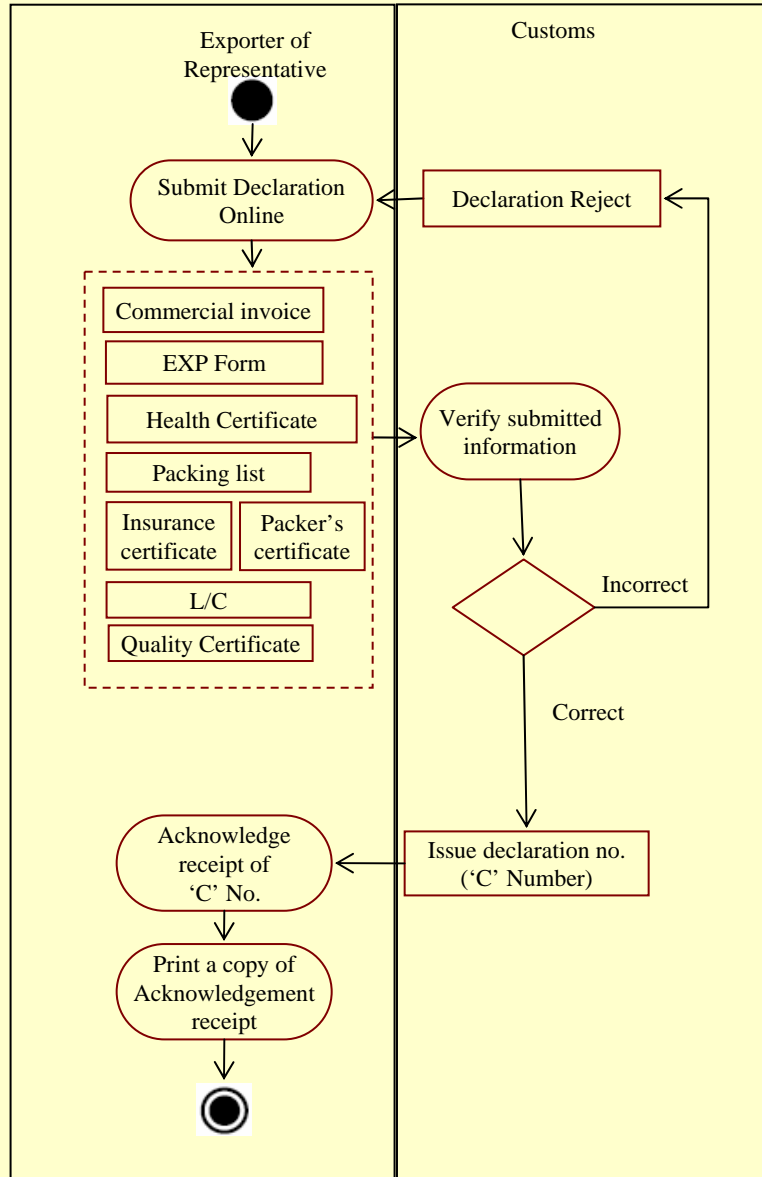 Exporter of
Representative
Customs
Submit Declaration
Online
Declaration Reject
Commercial invoice
EXP Form
Health Certificate
Packing list
Insurance
certificate
Packer’s
certificate
L/C
Quality Certificate
Verify submitted
information
Incorrect
Correct
Issue declaration no.
(‘C’ Number)
Acknowledge
receipt of
‘C’ No.
Print a copy of
Acknowledgement
receipt